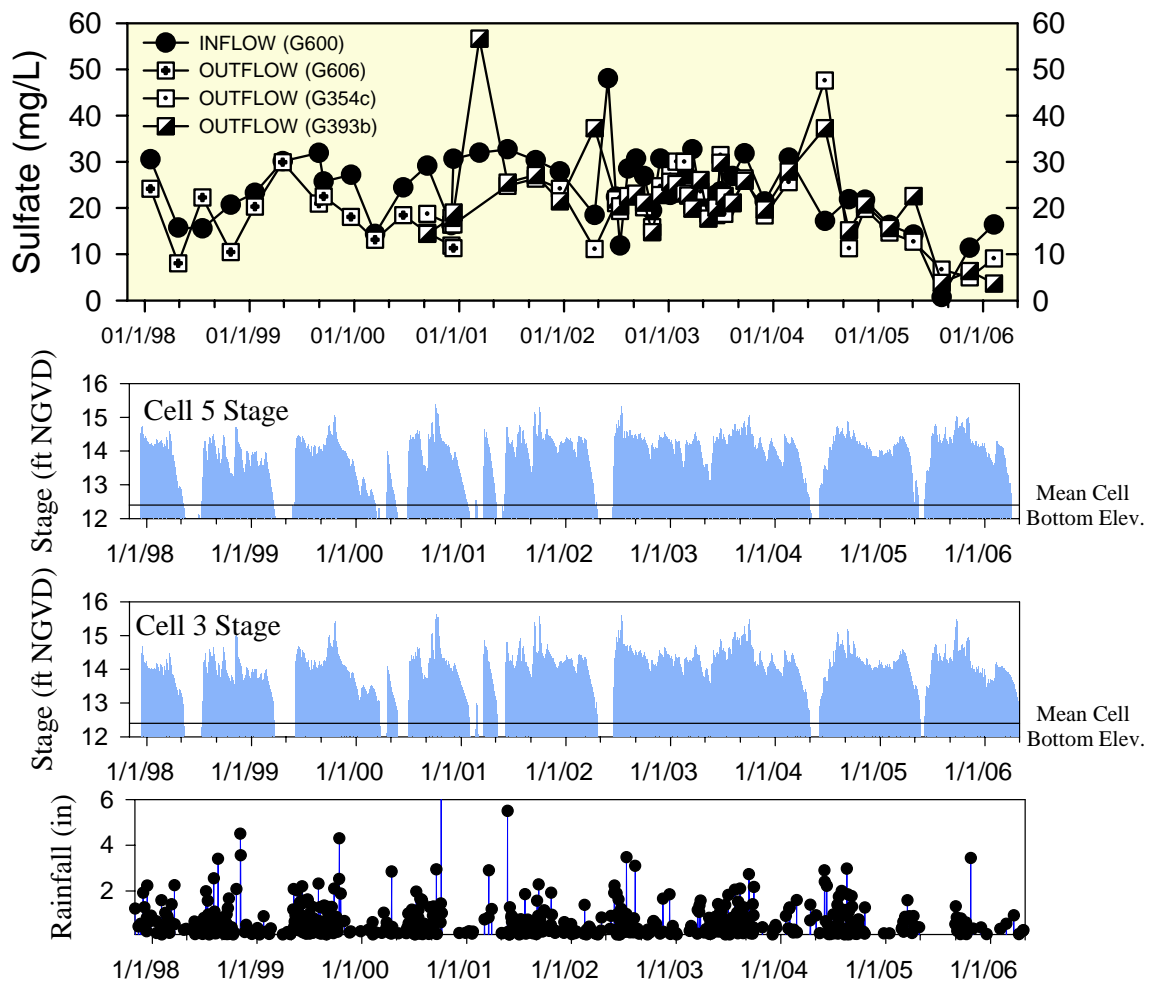 60 60
50 50
40 40
30 30
20 20
10 10
0 0
Sulfate (mg/L)
INFLOW (G600)
OUTFLOW (G606)
OUTFLOW (G354c)
OUTFLOW (G393b)
01/1/98 01/1/99 01/1/00 01/1/01 01/1/02 01/1/03 01/1/04 01/1/05 01/1/06
Stage (ft NGVD)
16
15
14
13
12
Cell 5 Stage
Mean Cell
Bottom Elev.
1/1/98 1/1/99 1/1/00 1/1/01 1/1/02 1/1/03 1/1/04 1/1/05 1/1/06
Stage (ft NGVD)
16
15
14
13
12
Cell 3 Stage
Mean Cell
Bottom Elev.
1/1/98 1/1/99 1/1/00 1/1/01 1/1/02 1/1/03 1/1/04 1/1/05 1/1/06
Rainfall (in)
6
4
2
1/1/98 1/1/99 1/1/00 1/1/01 1/1/02 1/1/03 1/1/04 1/1/05 1/1/06